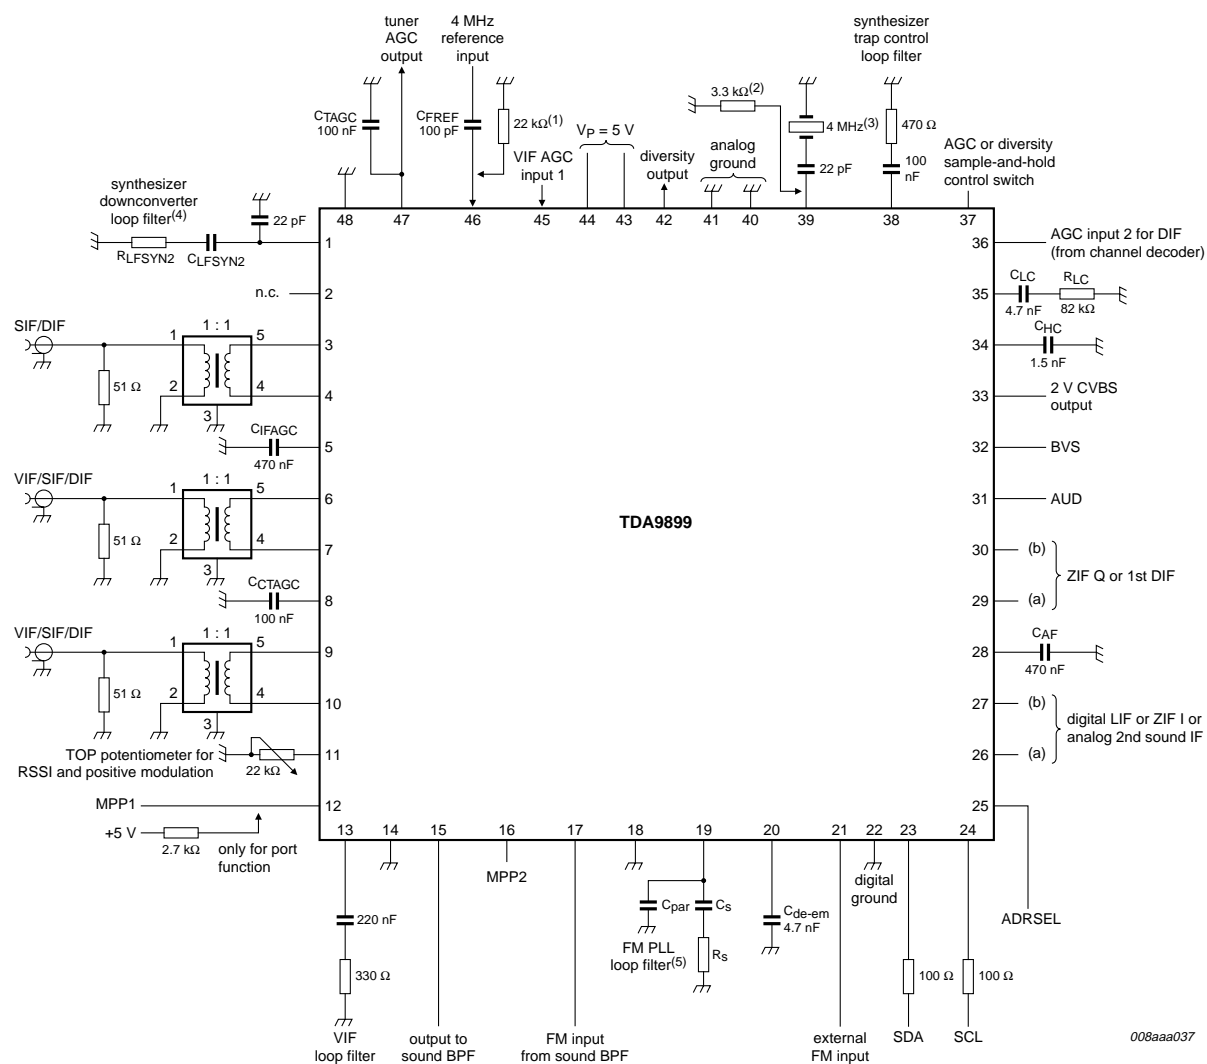 tuner
AGC
output
4 MHz
reference
input
synthesizer
trap control
loop filter
CTAGC
100 nF
CFREF
100 pF
22 kΩ(1)
3.3 kΩ(2)
4 MHz(3)
470 Ω
VP = 5 V
VIF AGC
input 1
diversity
output
analog
ground
22 pF
100
nF
AGC or diversity
sample-and-hold
control switch
synthesizer
downconverter
loop filter(4)
22 pF
RLFSYN2
CLFSYN2
48
47
46
45
44
43
42
41
40
39
38
37
1
36
AGC input 2 for DIF
(from channel decoder)
n.c.
2
35
CLC
4.7 nF
RLC
82 kΩ
SIF/DIF
1 : 1
1
5
3
34
CHC
1.5 nF
51 Ω
2
4
3
4
33
2 V CVBS
output
CIFAGC
470 nF
5
32
BVS
VIF/SIF/DIF
1 : 1
1
5
6
31
AUD
TDA9899
51 Ω
2
4
3
7
30
(b)
ZIF Q or 1st DIF
CCTAGC
100 nF
8
29
(a)
VIF/SIF/DIF
1 : 1
1
5
9
28
CAF
470 nF
51 Ω
2
4
3
10
27
(b)
digital LIF or ZIF I or
analog 2nd sound IF
TOP potentiometer for
RSSI and positive modulation
22 kΩ
11
26
(a)
MPP1
12
25
+5 V
2.7 kΩ
only for port
function
13
14
15
16
17
18
19
20
21
22
23
24
MPP2
digital
ground
ADRSEL
220 nF
Cpar
Cs
Cde-em
4.7 nF
FM PLL
loop filter(5)
Rs
330 Ω
100 Ω
100 Ω
VIF
loop filter
output to
sound BPF
FM input
from sound BPF
external
FM input
SDA
SCL
008aaa037